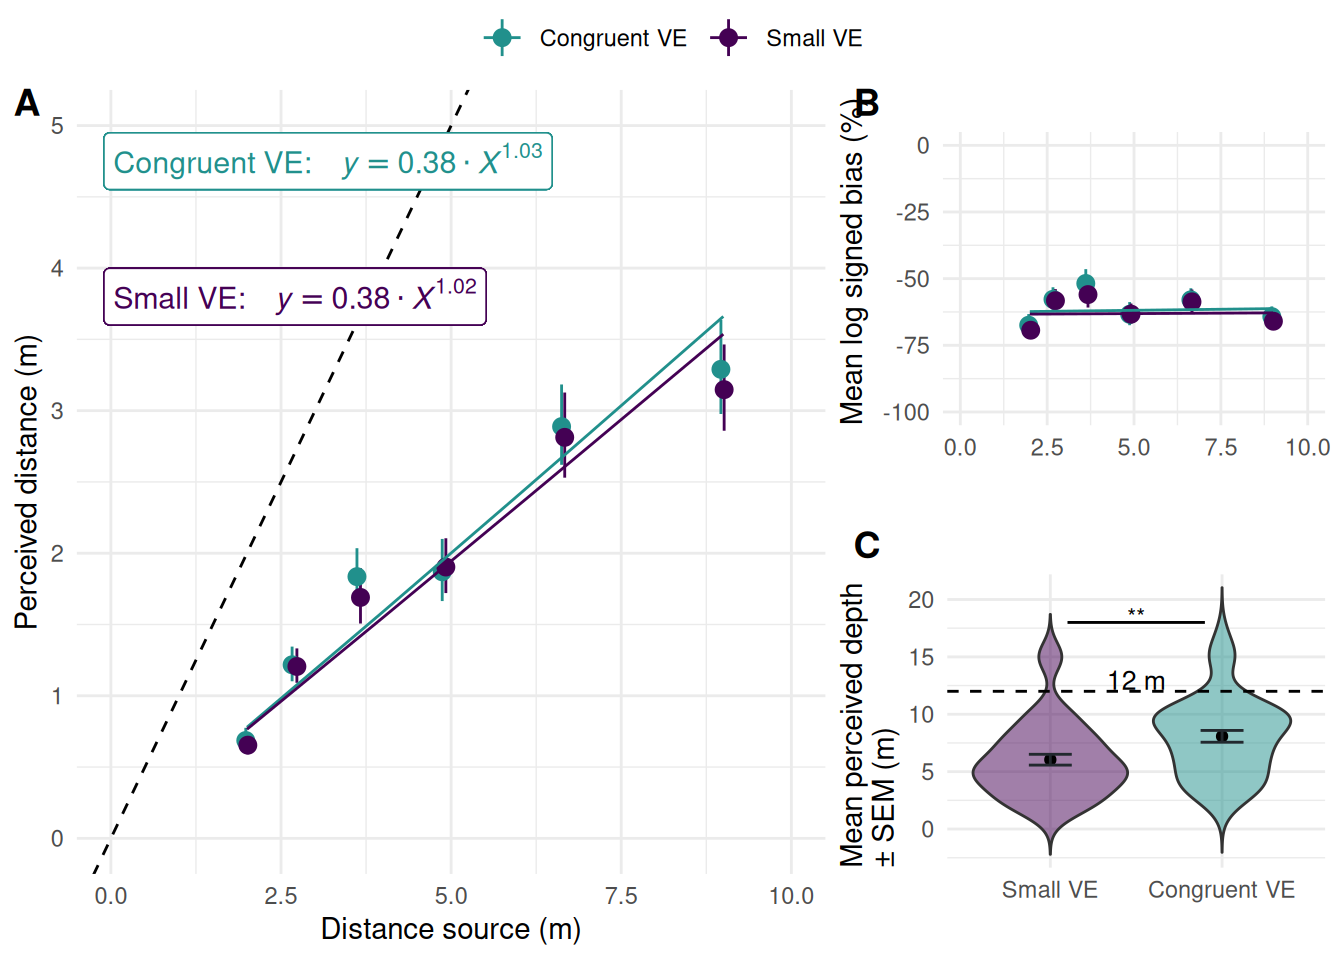 Congruent VE Small VE
A
5
4
3
2
1
0
Congruent VE: y = 0.38 · X^1.03
Small VE: y = 0.38 · X^1.02
Perceived distance (m)
0.0 2.5 5.0 7.5 10.0
Distance source (m)
B
Mean log signed bias (%)
0
-25
-50
-75
-100
0.0 2.5 5.0 7.5 10.0
C
Mean perceived depth
± SEM (m)
20
15
10
5
0
**
12 m
Small VE Congruent VE